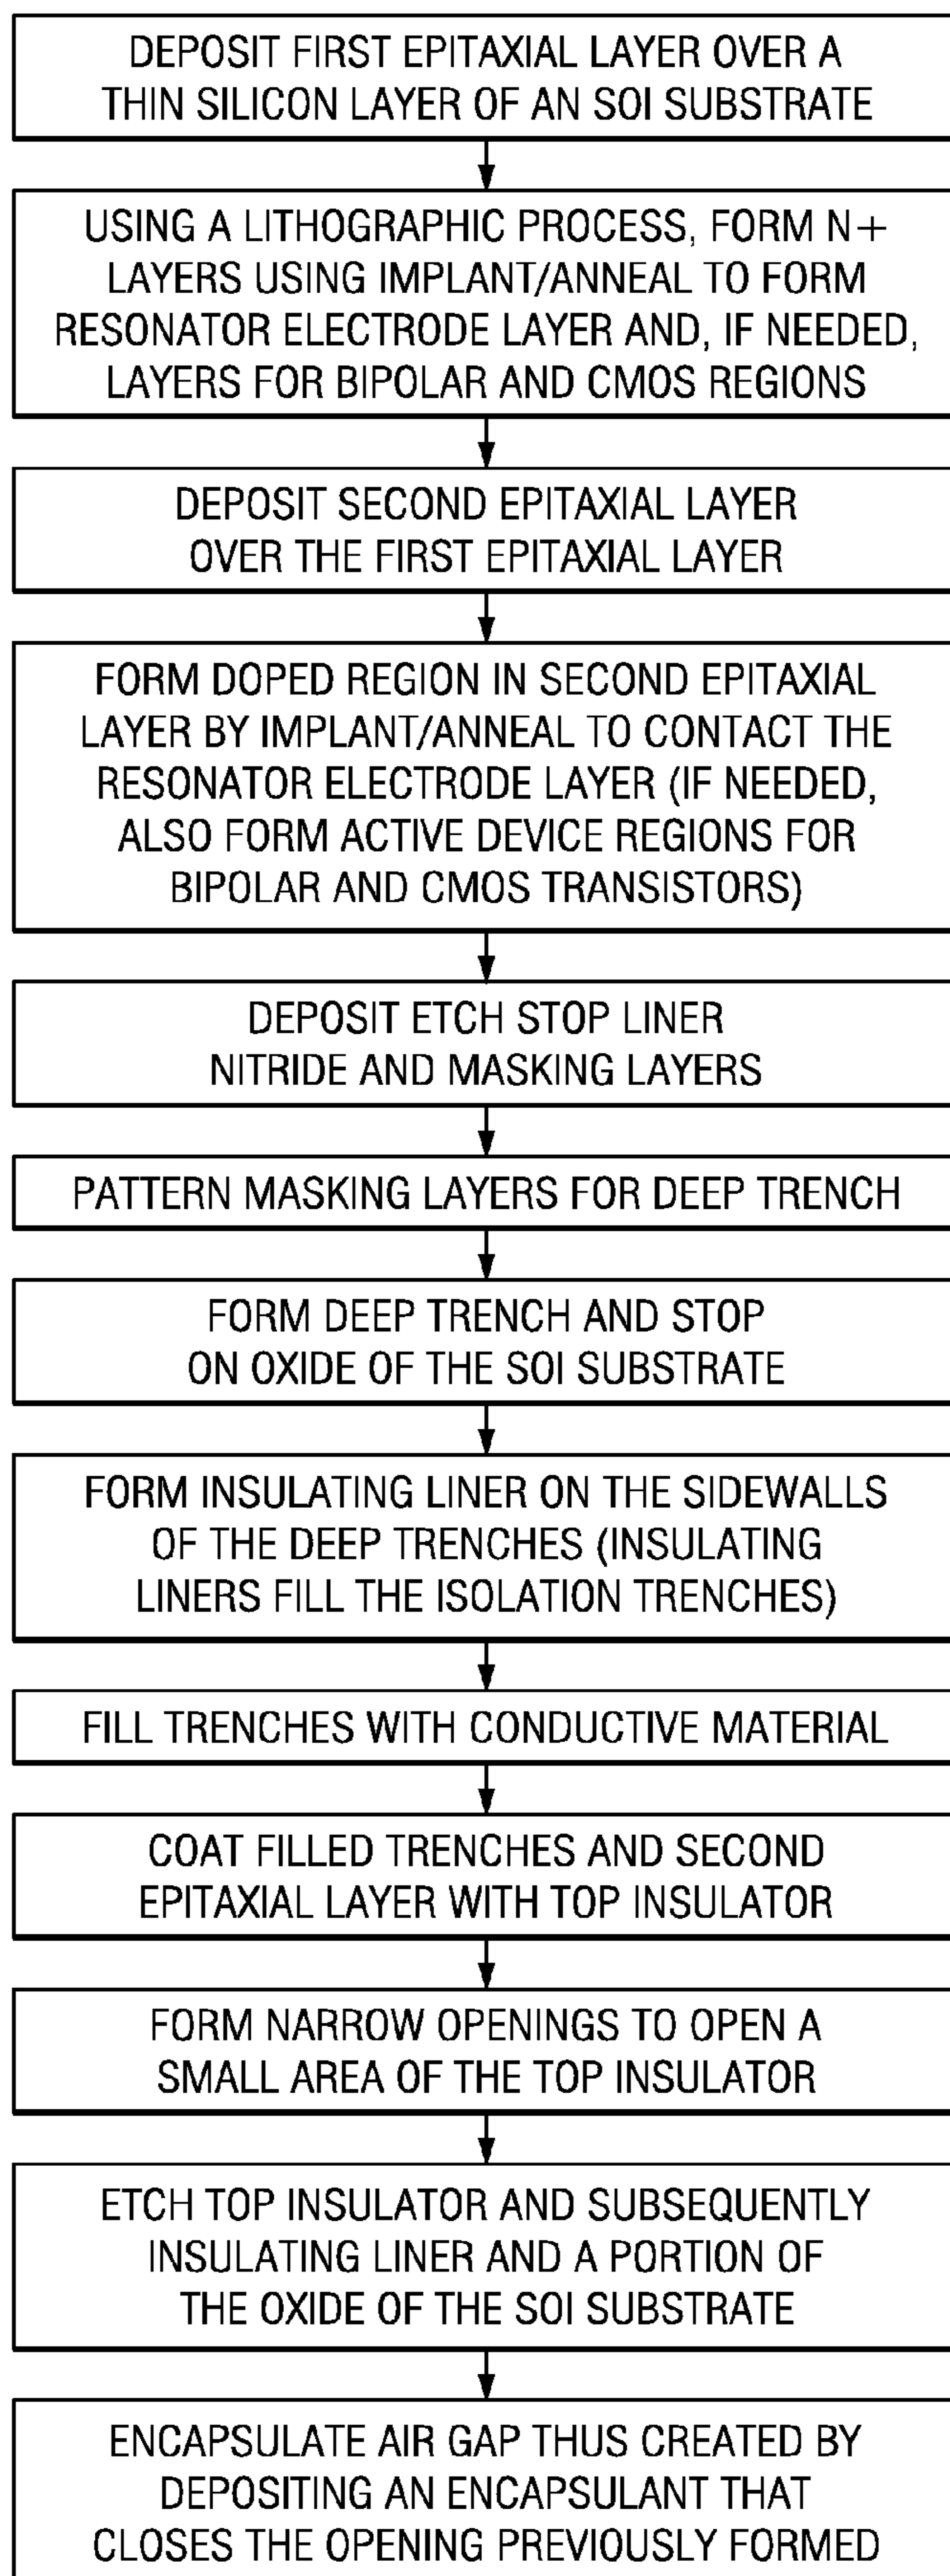 DEPOSIT FIRST EPITAXIAL LAYER OVER A
THIN SILICON LAYER OF AN SOI SUBSTRATE
USING A LITHOGRAPHIC PROCESS, FORM N+
LAYERS USING IMPLANT/ANNEAL TO FORM
RESONATOR ELECTRODE LAYER AND, IF NEEDED,
LAYERS FOR BIPOLAR AND CMOS REGIONS
DEPOSIT SECOND EPITAXIAL LAYER
OVER THE FIRST EPITAXIAL LAYER
FORM DOPED REGION IN SECOND EPITAXIAL
LAYER BY IMPLANT/ANNEAL TO CONTACT THE
RESONATOR ELECTRODE LAYER (IF NEEDED,
ALSO FORM ACTIVE DEVICE REGIONS FOR
BIPOLAR AND CMOS TRANSISTORS)
DEPOSIT ETCH STOP LINER
NITRIDE AND MASKING LAYERS
PATTERN MASKING LAYERS FOR DEEP TRENCH
FORM DEEP TRENCH AND STOP
ON OXIDE OF THE SOI SUBSTRATE
FORM INSULATING LINER ON THE SIDEWALLS
OF THE DEEP TRENCHES (INSULATING
LINERS FILL THE ISOLATION TRENCHES)
FILL TRENCHES WITH CONDUCTIVE MATERIAL
COAT FILLED TRENCHES AND SECOND
EPITAXIAL LAYER WITH TOP INSULATOR
FORM NARROW OPENINGS TO OPEN A
SMALL AREA OF THE TOP INSULATOR
ETCH TOP INSULATOR AND SUBSEQUENTLY
INSULATING LINER AND A PORTION OF
THE OXIDE OF THE SOI SUBSTRATE
ENCAPSULATE AIR GAP THUS CREATED BY
DEPOSITING AN ENCAPSULANT THAT
CLOSES THE OPENING PREVIOUSLY FORMED